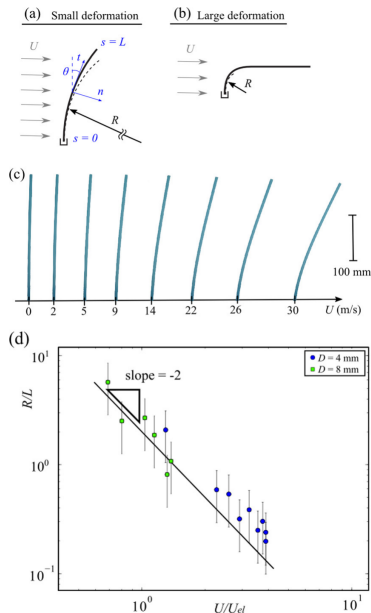 (a) Small deformation
(b) Large deformation
U
s = L
t
θ
n
R
s = 0
U
R
(c)
100 mm
0 2 5 9 14 22 26 30 U (m/s)
(d)
R/L
slope = -2
D = 4 mm
D = 8 mm
10¹
10⁰
10⁻¹
10⁰ 10¹
U/Uel